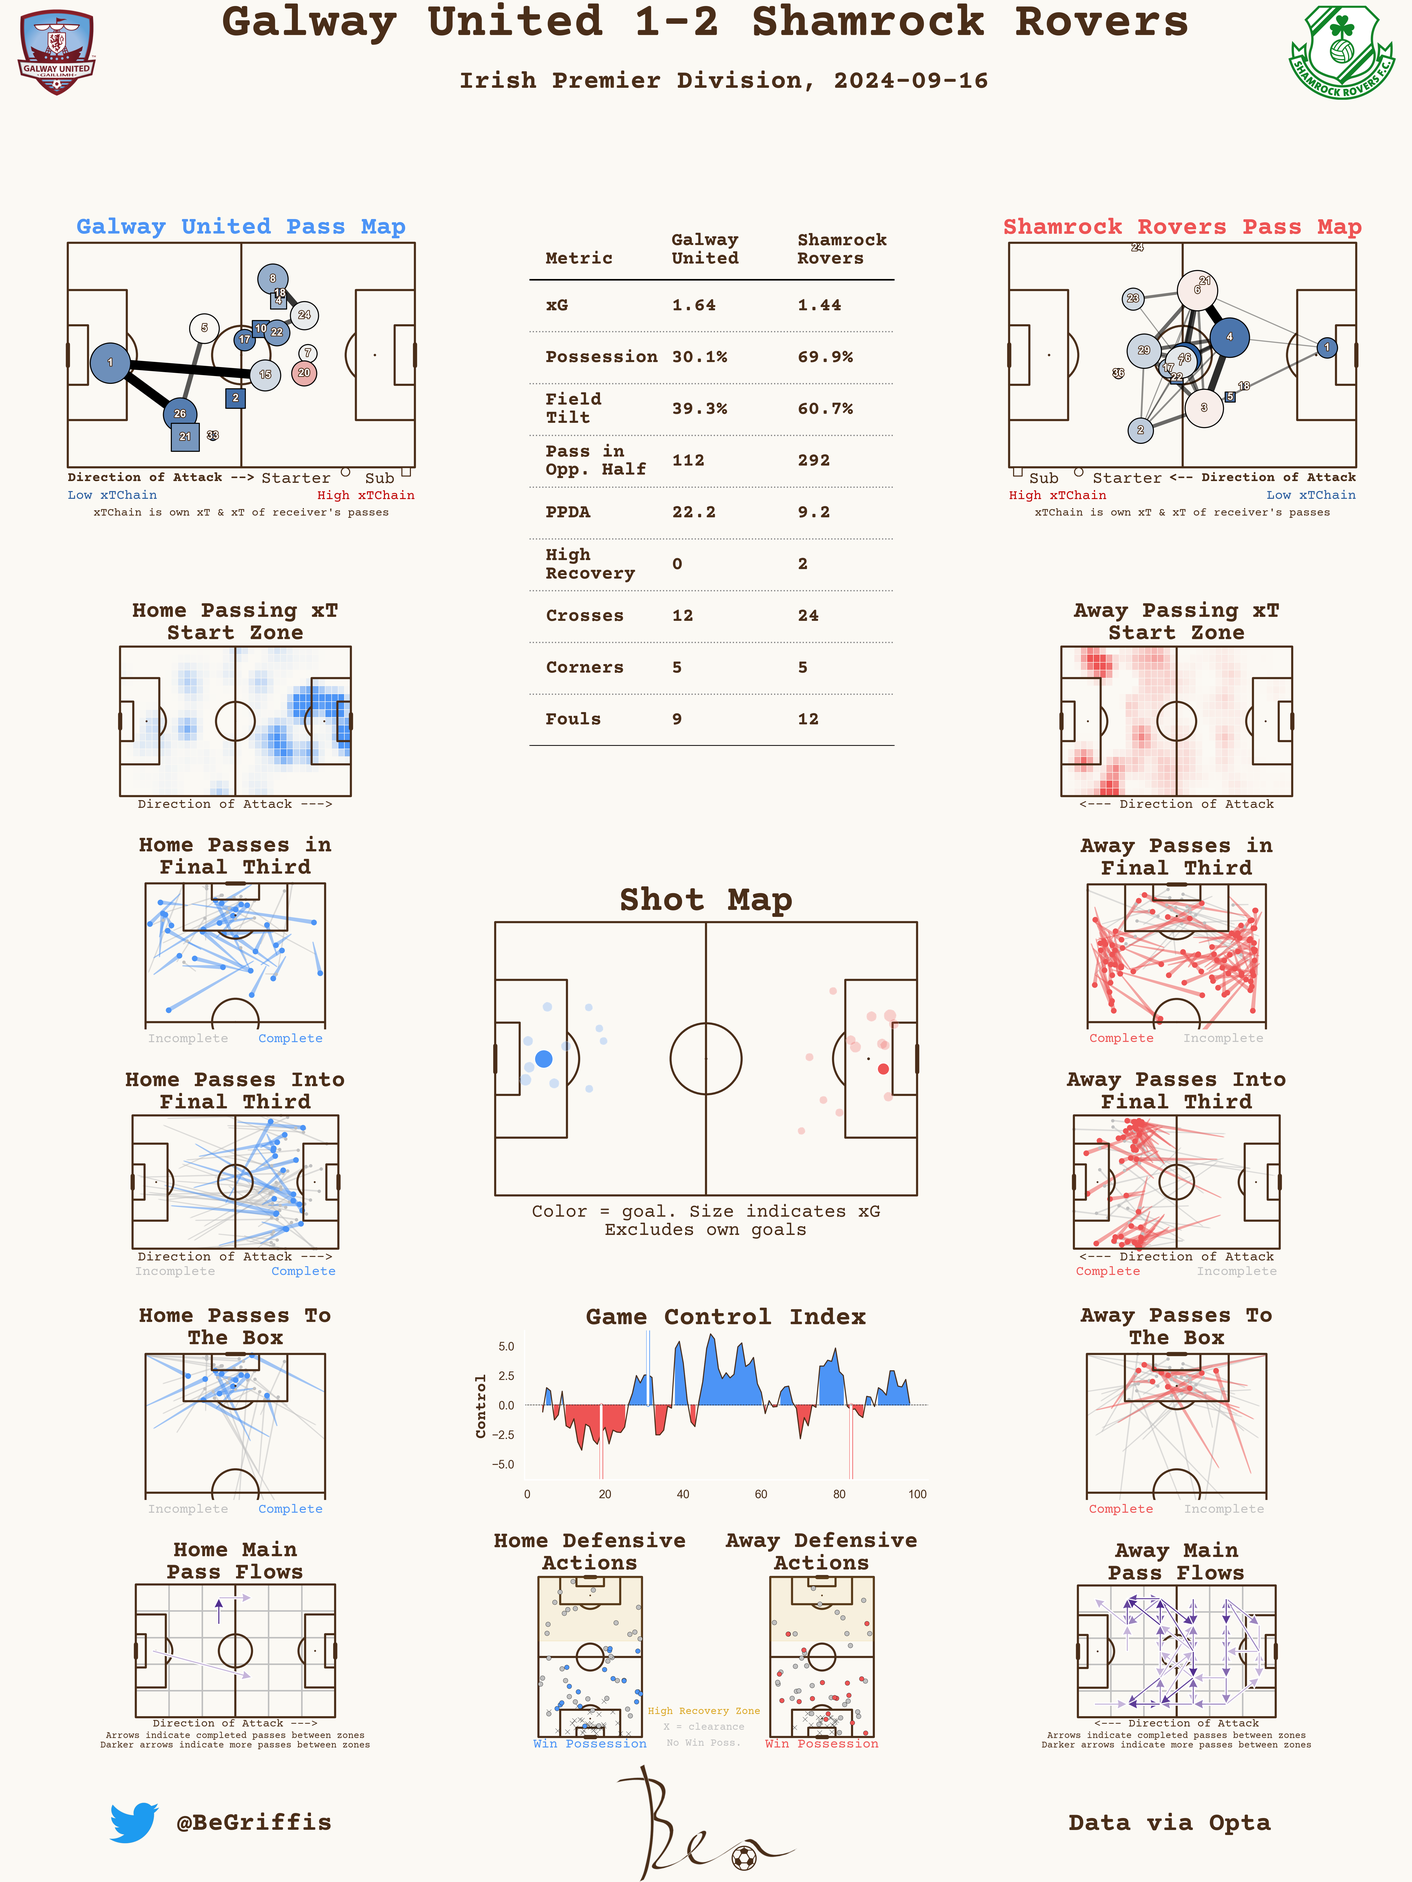 Galway United 1-2 Shamrock Rovers
Irish Premier Division, 2024-09-16
GALWAY UNITED
GAILLIMH
SHAMROCK ROVERS F.C.
Galway United Pass Map
8
18
4
24
5
10
22
17
7
1
15
20
2
26
21
33
Direction of Attack --> Starter Sub
Low xTChain High xTChain
xTChain is own xT & xT of receiver's passes
Metric Galway United Shamrock Rovers
xG 1.64 1.44
Possession 30.1% 69.9%
Field Tilt 39.3% 60.7%
Pass in Opp. Half 112 292
PPDA 22.2 9.2
High Recovery 0 2
Crosses 12 24
Corners 5 5
Fouls 9 12
Shamrock Rovers Pass Map
24
21
6
23
4
29
1
7
17
22
36
18
5
3
2
Sub Starter <-- Direction of Attack
High xTChain Low xTChain
xTChain is own xT & xT of receiver's passes
Home Passing xT
Start Zone
Direction of Attack --->
Away Passing xT
Start Zone
<--- Direction of Attack
Home Passes in
Final Third
Incomplete Complete
Away Passes in
Final Third
Complete Incomplete
Shot Map
Color = goal. Size indicates xG
Excludes own goals
Home Passes Into
Final Third
Direction of Attack --->
Incomplete Complete
Away Passes Into
Final Third
<--- Direction of Attack
Complete Incomplete
Home Passes To
The Box
Incomplete Complete
Game Control Index
Control
5.0
2.5
0.0
−2.5
−5.0
0 20 40 60 80 100
Away Passes To
The Box
Complete Incomplete
Home Main
Pass Flows
Direction of Attack --->
Arrows indicate completed passes between zones
Darker arrows indicate more passes between zones
Home Defensive
Actions
Win Possession
Away Defensive
Actions
Win Possession
High Recovery Zone
X = clearance
No Win Poss.
Away Main
Pass Flows
<--- Direction of Attack
Arrows indicate completed passes between zones
Darker arrows indicate more passes between zones
@BeGriffis
Ben
Data via Opta